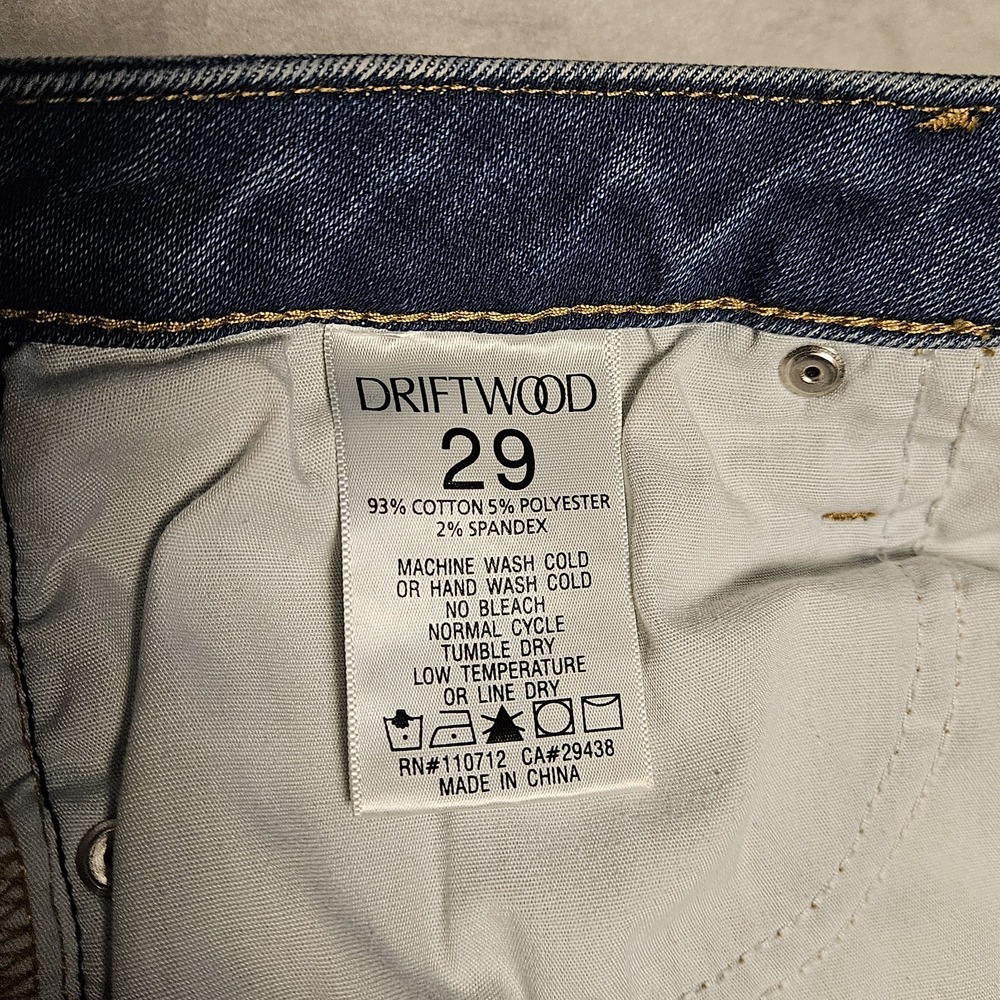 DRIFTWOOD
29
93% COTTON 5% POLYESTER
2% SPANDEX
MACHINE WASH COLD
OR HAND WASH COLD
NO BLEACH
NORMAL CYCLE
TUMBLE DRY
LOW TEMPERATURE
OR LINE DRY
RN#110712 CA#29438
MADE IN CHINA